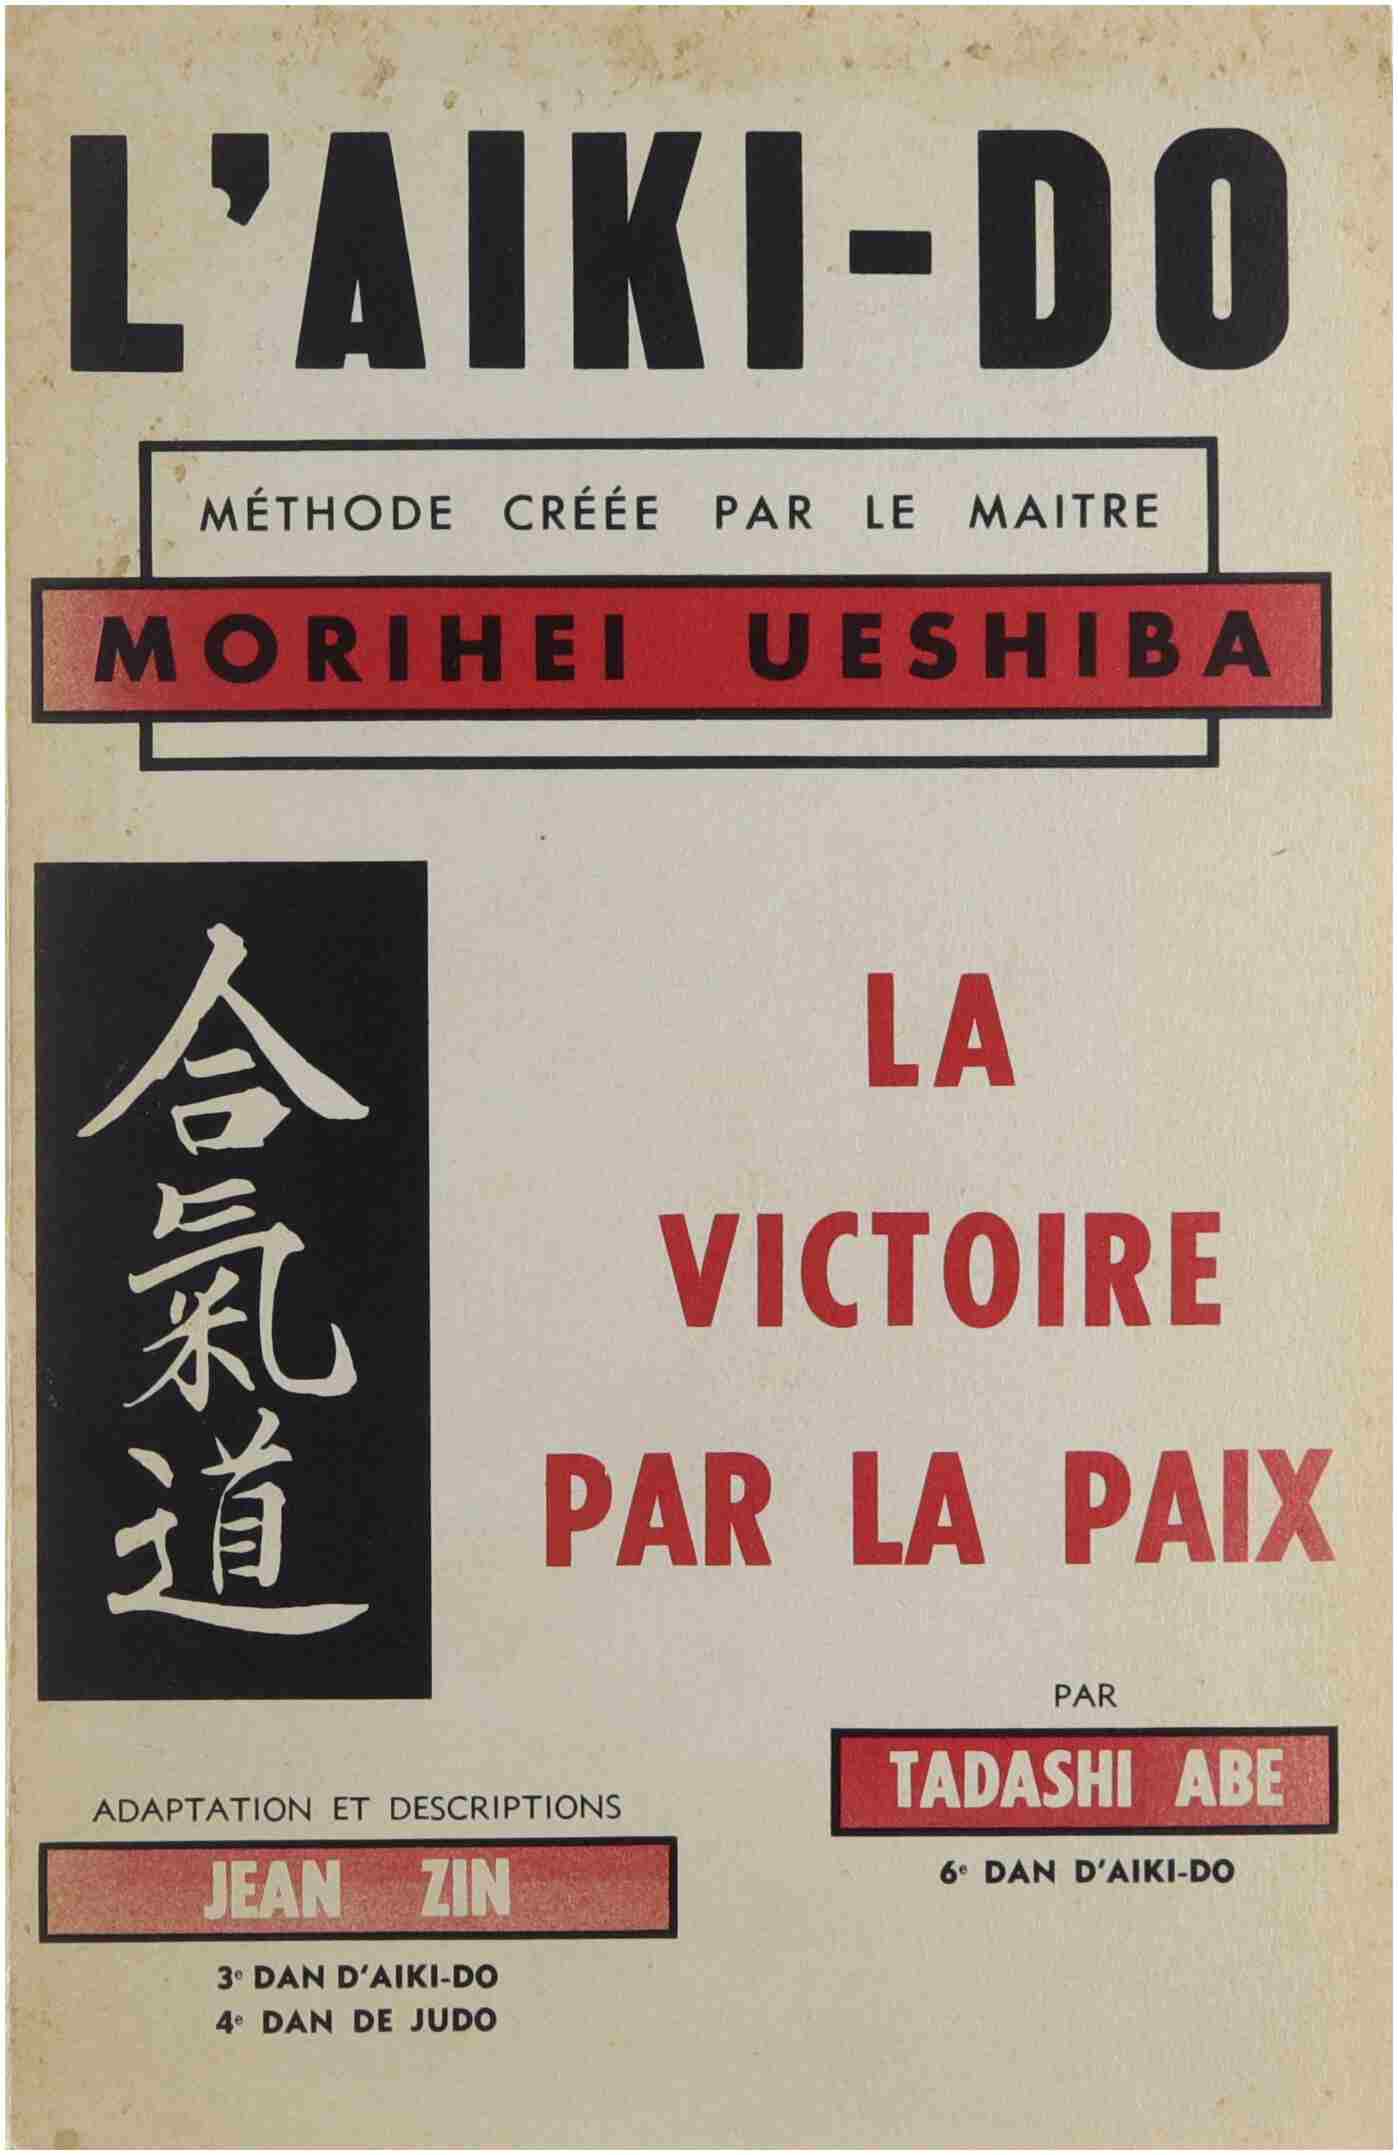 L'AIKI-DO
MÉTHODE CRÉÉE PAR LE MAITRE
MORIHEI UESHIBA
合氣道
LA
VICTOIRE
PAR LA PAIX
PAR
TADASHI ABE
6e DAN D'AIKI-DO
ADAPTATION ET DESCRIPTIONS
JEAN ZIN
3e DAN D'AIKI-DO
4e DAN DE JUDO